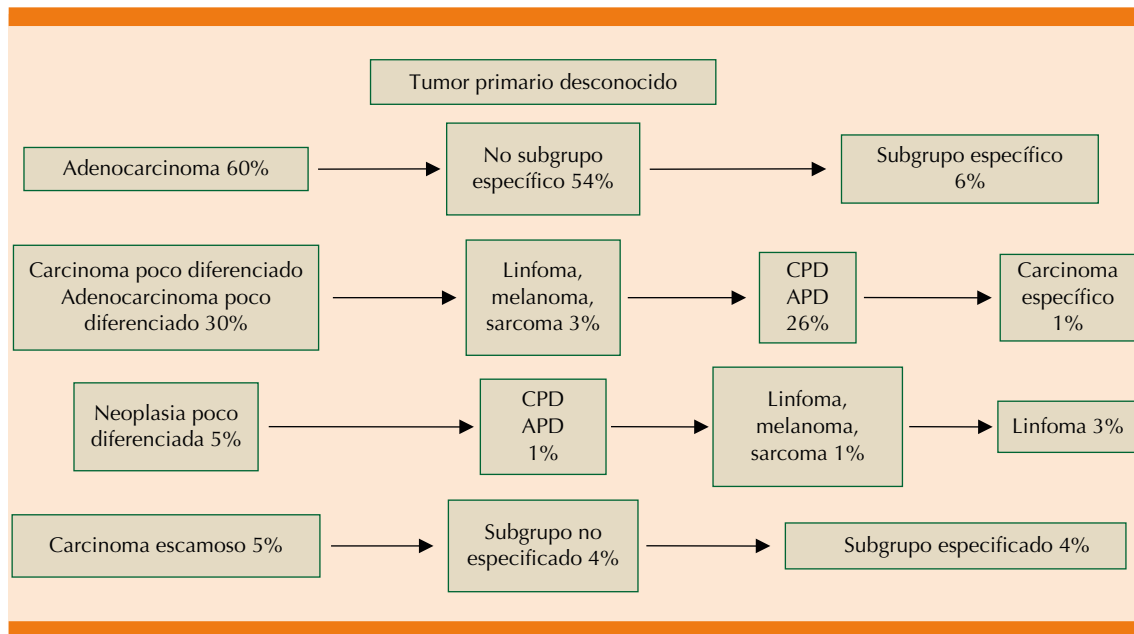 Tumor primario desconocido
Adenocarcinoma 60%
No subgrupo
específico 54%
Subgrupo específico
6%
Carcinoma poco diferenciado
Adenocarcinoma poco
diferenciado 30%
Linfoma,
melanoma,
sarcoma 3%
CPD
APD
26%
Carcinoma
específico
1%
Neoplasia poco
diferenciada 5%
CPD
APD
1%
Linfoma,
melanoma,
sarcoma 1%
Linfoma 3%
Carcinoma escamoso 5%
Subgrupo no
especificado 4%
Subgrupo especificado 4%